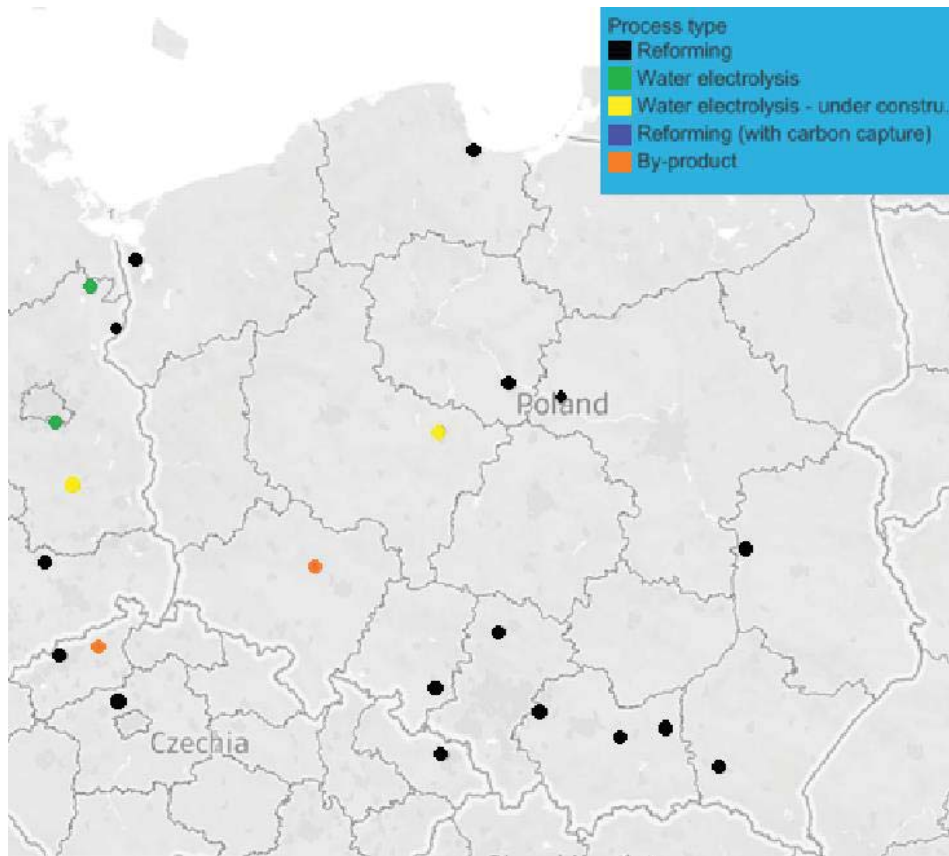 Process type
Reforming
Water electrolysis
Water electrolysis - under constru.
Reforming (with carbon capture)
By-product
Poland
Czechia